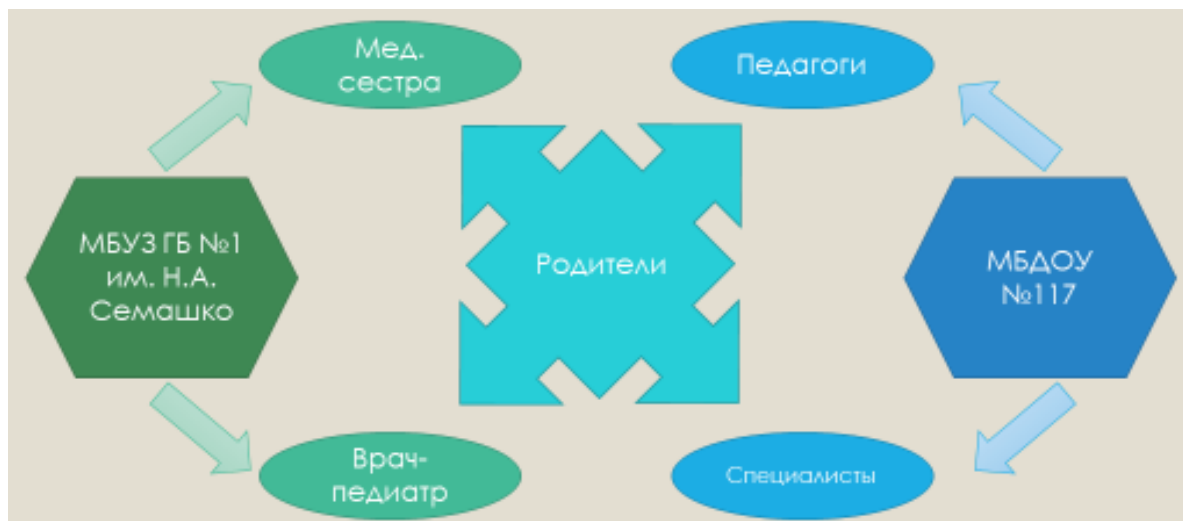 Мед.
сестра
Педагоги
МБУЗ ГБ №1
им. Н.А.
Семашко
Родители
МБДОУ
№117
Врач-
педиатр
Специалисты